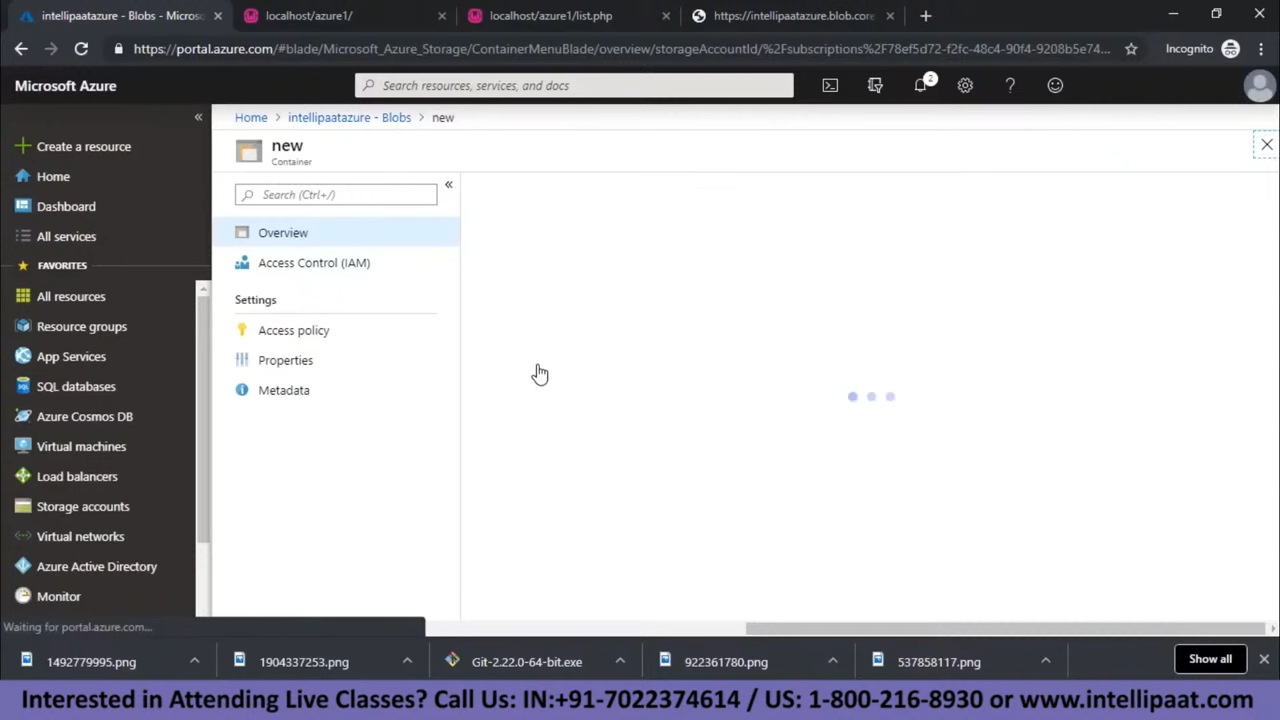 intellipaatazure - Blobs - Micros
localhost/azure1/
localhost/azure1/list.php
https://intellipaatazure.blob.core
https://portal.azure.com/#blade/Microsoft_Azure_Storage/ContainerMenuBlade/overview/storageAccountId/%2Fsubscriptions%2F78ef5d72-f2fc-48c4-90f4-9208b5e74...
Incognito
Microsoft Azure
Search resources, services, and docs
2
Home > intellipaatazure - Blobs > new
new
Container
Search (Ctrl+/)
Overview
Access Control (IAM)
Settings
Access policy
Properties
Metadata
Create a resource
Home
Dashboard
All services
FAVORITES
All resources
Resource groups
App Services
SQL databases
Azure Cosmos DB
Virtual machines
Load balancers
Storage accounts
Virtual networks
Azure Active Directory
Monitor
Waiting for portal.azure.com...
1492779995.png
1904337253.png
Git-2.22.0-64-bit.exe
922361780.png
537858117.png
Show all
Interested in Attending Live Classes? Call Us: IN:+91-7022374614 / US: 1-800-216-8930 or www.intellipaat.com